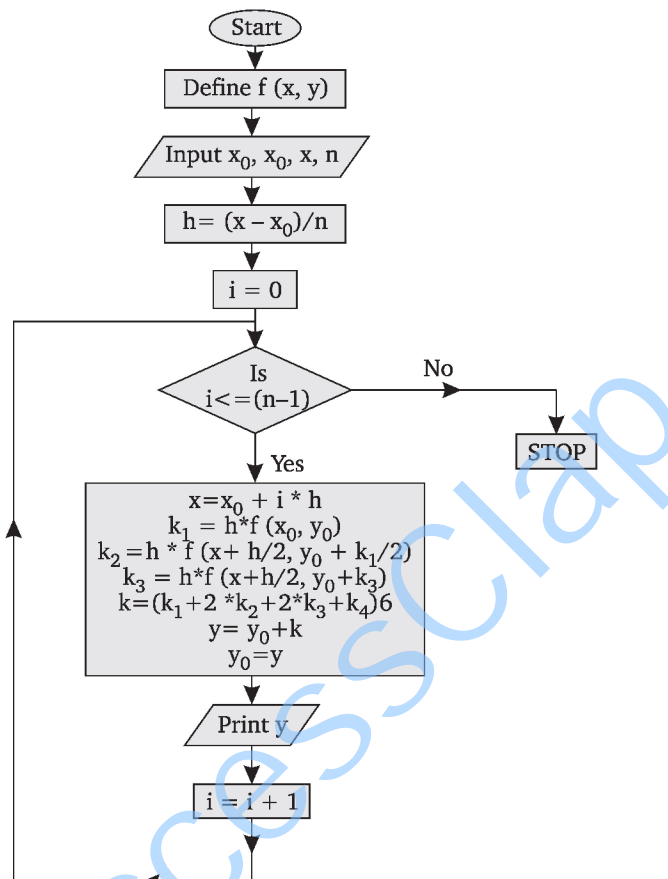 Start
Define f (x, y)
Input x₀, x₀, x, n
h= (x – x₀)/n
i = 0
Is
i<=(n–1)
No
STOP
Yes
x=x₀ + i * h
k₁ = h*f (x₀, y₀)
k₂=h * f (x+ h/2, y₀ + k₁/2)
k₃ = h*f (x+h/2, y₀+k₃)
k=(k₁+2 *k₂+2*k₃+k₄)6
y= y₀+k
y₀=y
Print y
i = i + 1
cessClap